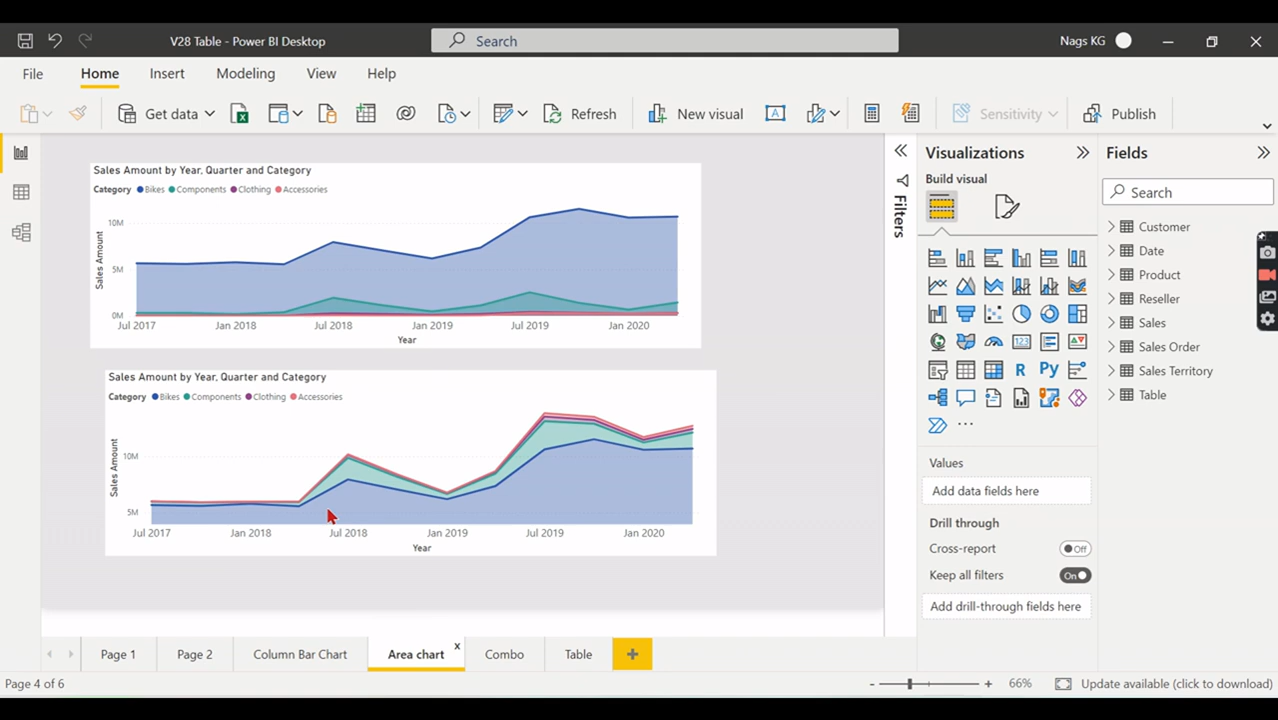 V28 Table - Power BI Desktop
Search
Nags KG
File Home Insert Modeling View Help
Get data
Refresh
New visual
Sensitivity
Publish
Sales Amount by Year, Quarter and Category
Category Bikes Components Clothing Accessories
Sales Amount
10M
5M
0M
Jul 2017 Jan 2018 Jul 2018 Jan 2019 Jul 2019 Jan 2020
Year
Sales Amount by Year, Quarter and Category
Category Bikes Components Clothing Accessories
Sales Amount
10M
5M
Jul 2017 Jan 2018 Jul 2018 Jan 2019 Jul 2019 Jan 2020
Year
Filters
Visualizations
Build visual
123
R Py
...
Values
Add data fields here
Drill through
Cross-report Off
Keep all filters On
Add drill-through fields here
Fields
Search
Customer
Date
Product
Reseller
Sales
Sales Order
Sales Territory
Table
Page 1 Page 2 Column Bar Chart Area chart x Combo Table +
Page 4 of 6
- + 66%
Update available (click to download)